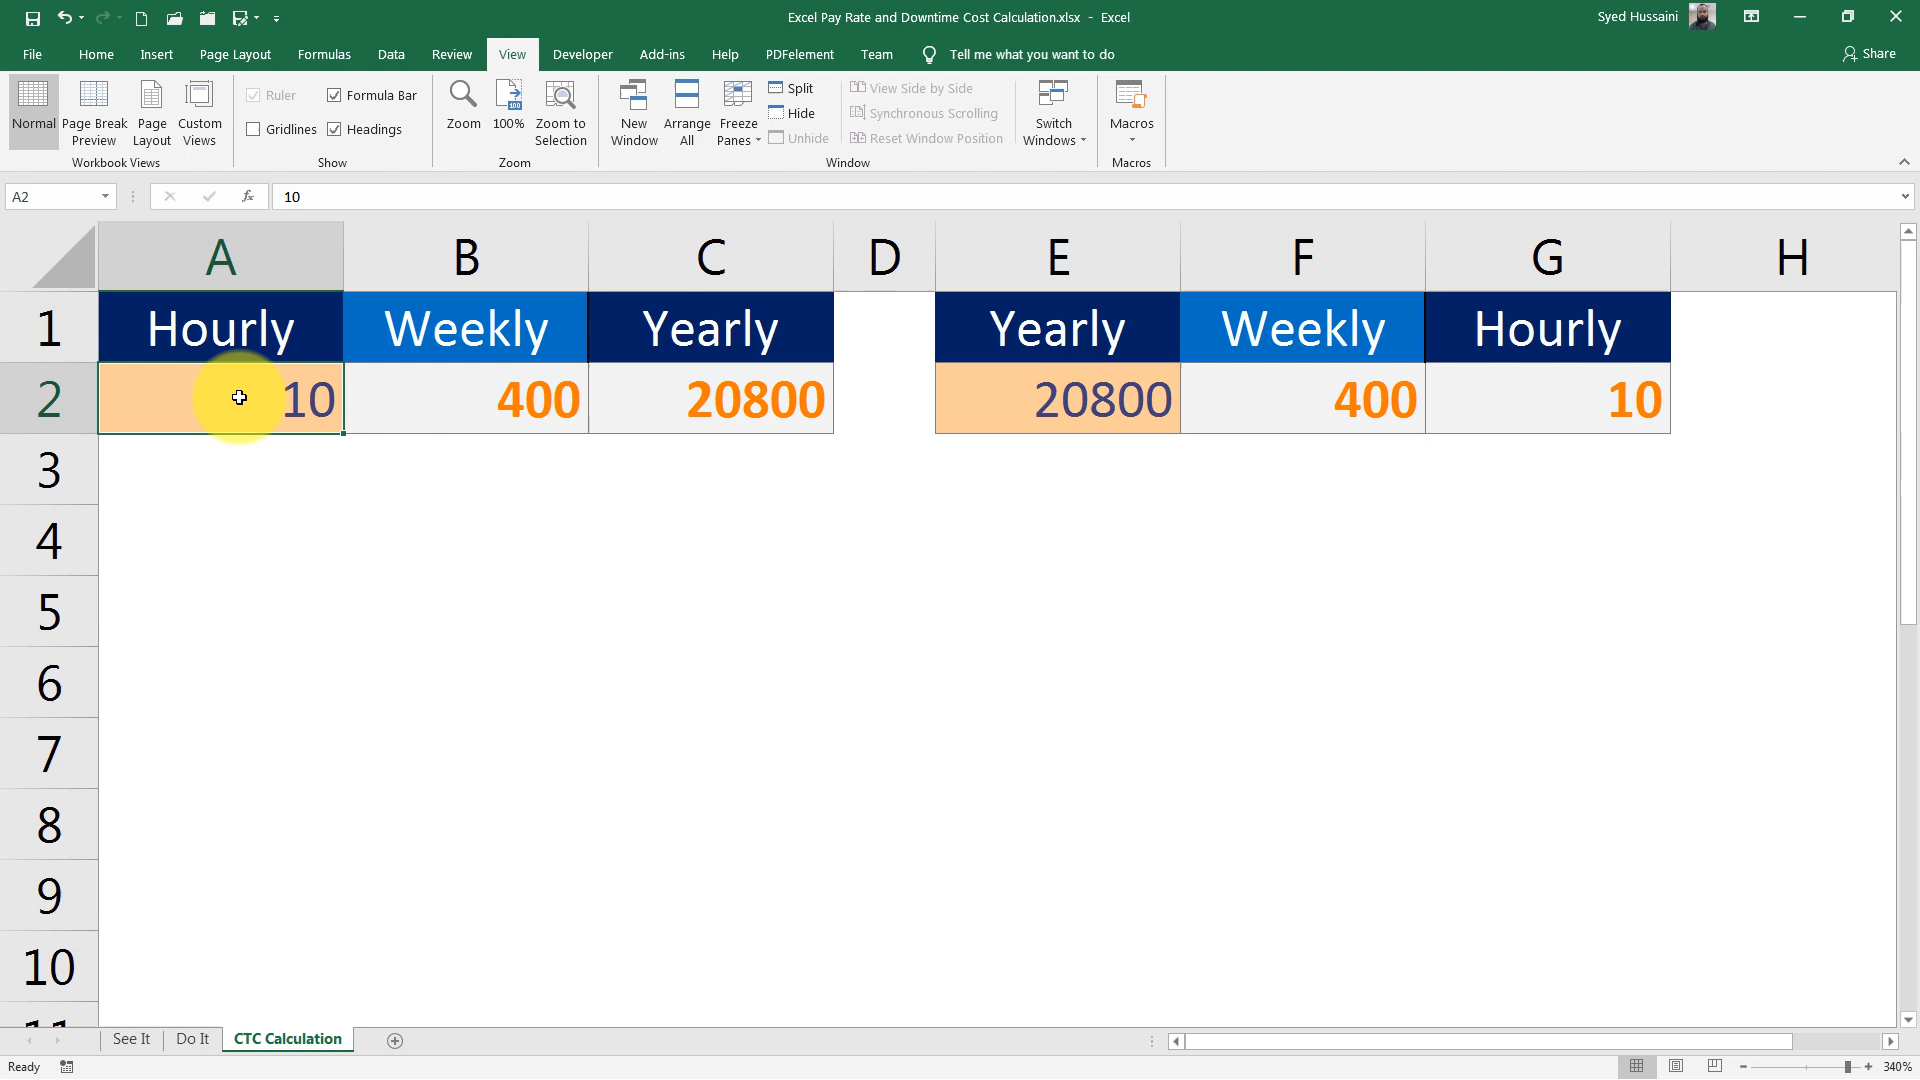 Excel Pay Rate and Downtime Cost Calculation.xlsx - Excel
Syed Hussaini
File Home Insert Page Layout Formulas Data Review View Developer Add-ins Help PDFelement Team Tell me what you want to do Share
Normal
Page Break Preview
Page Layout
Custom Views
Workbook Views
Ruler
Formula Bar
Gridlines
Headings
Show
Zoom
100
100%
Zoom to Selection
Zoom
New Window
Arrange All
Freeze Panes
Split
Hide
Unhide
View Side by Side
Synchronous Scrolling
Reset Window Position
Window
Switch Windows
Macros
Macros
A2 fx 10
A B C D E F G H
1 Hourly Weekly Yearly Yearly Weekly Hourly
2 10 400 20800 20800 400 10
3
4
5
6
7
8
9
10
11
See It Do It CTC Calculation
Ready 340%